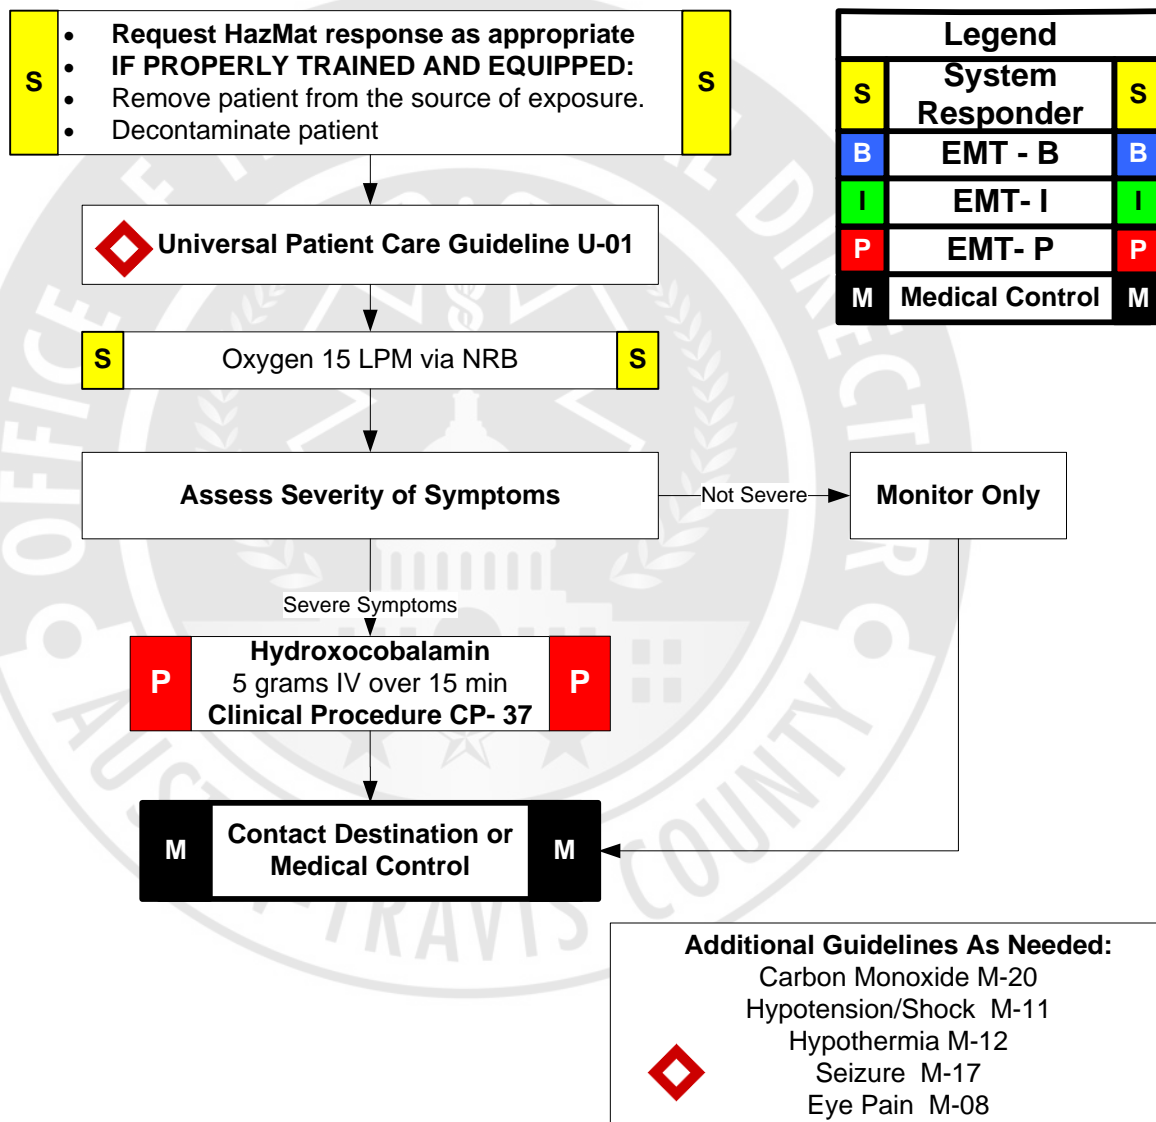 S
• Request HazMat response as appropriate
• IF PROPERLY TRAINED AND EQUIPPED:
• Remove patient from the source of exposure.
• Decontaminate patient
S
Legend
S System S
Responder
B EMT - B B
I EMT- I I
P EMT- P P
M Medical Control M
Universal Patient Care Guideline U-01
S Oxygen 15 LPM via NRB S
Assess Severity of Symptoms
Not Severe
Monitor Only
Severe Symptoms
P
Hydroxocobalamin
5 grams IV over 15 min
Clinical Procedure CP- 37
P
M
Contact Destination or
Medical Control
M
Additional Guidelines As Needed:
Carbon Monoxide M-20
Hypotension/Shock M-11
Hypothermia M-12
Seizure M-17
Eye Pain M-08